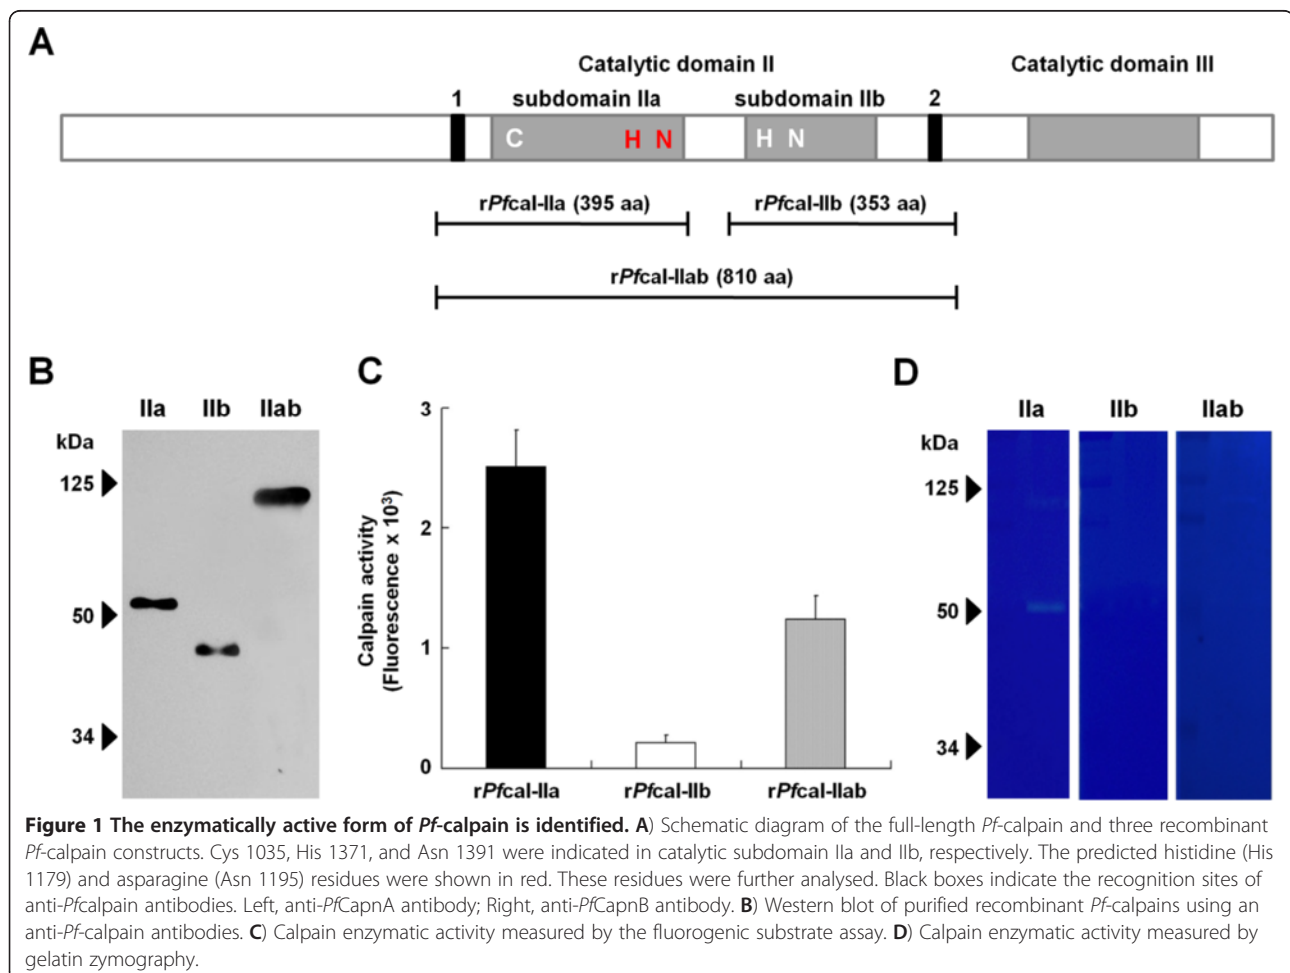 A
Catalytic domain II
Catalytic domain III
1
subdomain IIa
subdomain IIb
2
C
H N
H N
rPfcal-IIa (395 aa)
rPfcal-IIb (353 aa)
rPfcal-IIab (810 aa)
B
IIa IIb IIab
kDa
125
50
34
C
Calpain activity
(Fluorescence x 10³)
3
2
1
0
rPfcal-IIa
rPfcal-IIb
rPfcal-IIab
D
IIa IIb IIab
kDa
125
50
34
Figure 1 The enzymatically active form of Pf-calpain is identified. A) Schematic diagram of the full-length Pf-calpain and three recombinant
Pf-calpain constructs. Cys 1035, His 1371, and Asn 1391 were indicated in catalytic subdomain IIa and IIb, respectively. The predicted histidine (His
1179) and asparagine (Asn 1195) residues were shown in red. These residues were further analysed. Black boxes indicate the recognition sites of
anti-Pfcalpain antibodies. Left, anti-PfCapnA antibody; Right, anti-PfCapnB antibody. B) Western blot of purified recombinant Pf-calpains using an
anti-Pf-calpain antibodies. C) Calpain enzymatic activity measured by the fluorogenic substrate assay. D) Calpain enzymatic activity measured by
gelatin zymography.